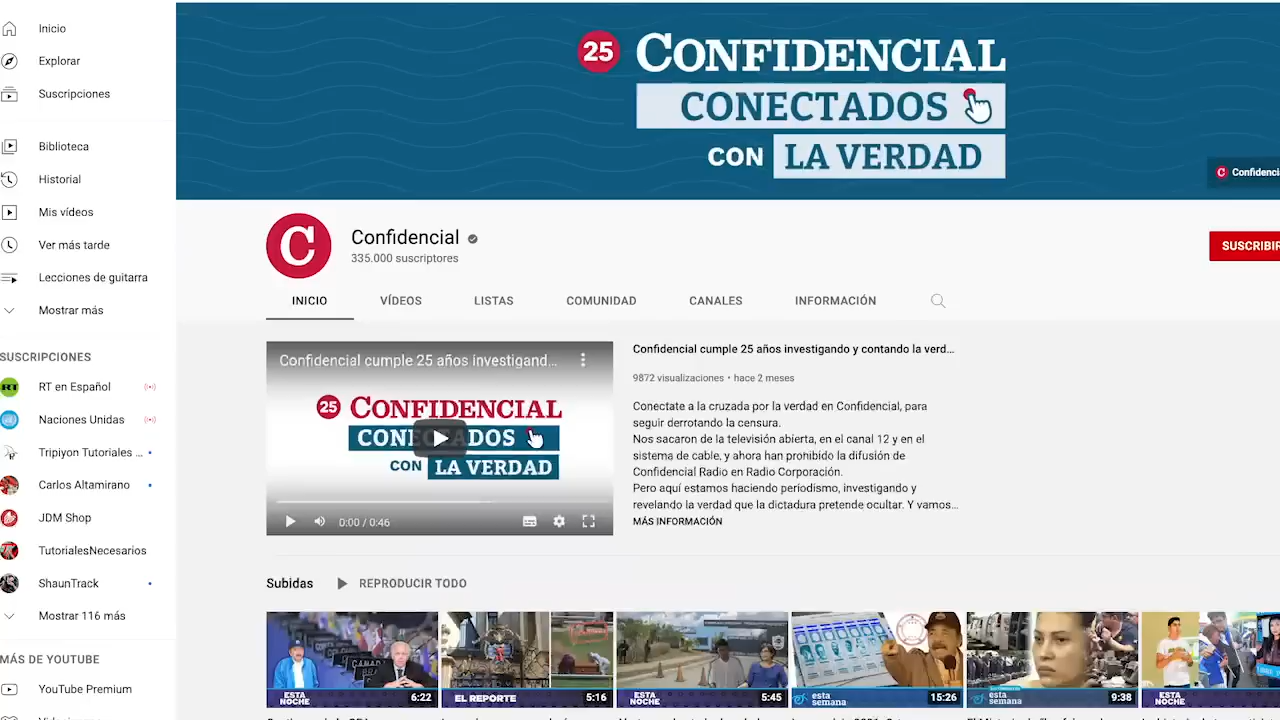 Inicio
Explorar
Suscripciones
Biblioteca
Historial
Mis vídeos
Ver más tarde
Lecciones de guitarra
Mostrar más
SUSCRIPCIONES
RT en Español
Naciones Unidas
Tripiyon Tutoriales ...
Carlos Altamirano
JDM Shop
TutorialesNecesarios
ShaunTrack
Mostrar 116 más
MÁS DE YOUTUBE
YouTube Premium
25 CONFIDENCIAL
CONECTADOS
CON LA VERDAD
C Confidencia
C
Confidencial
335.000 suscriptores
SUSCRIBIR
INICIO VÍDEOS LISTAS COMUNIDAD CANALES INFORMACIÓN
Confidencial cumple 25 años investigand...
25 CONFIDENCIAL
CONECTADOS
CON LA VERDAD
0:00 / 0:46
Confidencial cumple 25 años investigando y contando la verd...
9872 visualizaciones • hace 2 meses
Conectate a la cruzada por la verdad en Confidencial, para
seguir derrotando la censura.
Nos sacaron de la televisión abierta, en el canal 12 y en el
sistema de cable, y ahora han prohibido la difusión de
Confidencial Radio en Radio Corporación.
Pero aquí estamos haciendo periodismo, investigando y
revelando la verdad que la dictadura pretende ocultar. Y vamos...
MÁS INFORMACIÓN
Subidas REPRODUCIR TODO
ESTA NOCHE 6:22
EL REPORTE 5:16
ESTA NOCHE 5:45
esta semana 15:26
esta semana 9:38
ESTA NOCHE